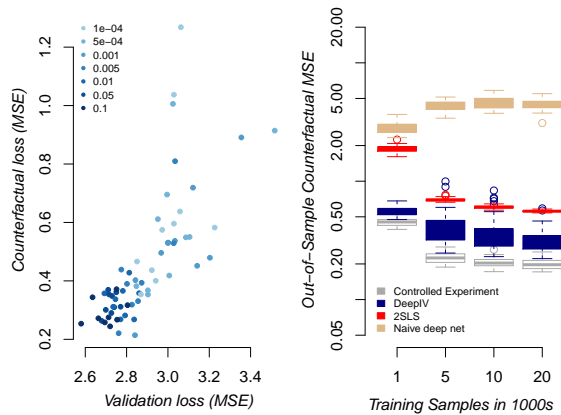 1e−04
5e−04
0.001
0.005
0.01
0.05
0.1
Counterfactual loss (MSE)
1.2
1.0
0.8
0.6
0.4
0.2
2.6 2.8 3.0 3.2 3.4
Validation loss (MSE)
Out−of−Sample Counterfactual MSE
20.00
5.00
2.00
0.50
0.20
0.05
Controlled Experiment
DeepIV
2SLS
Naive deep net
1 5 10 20
Training Samples in 1000s